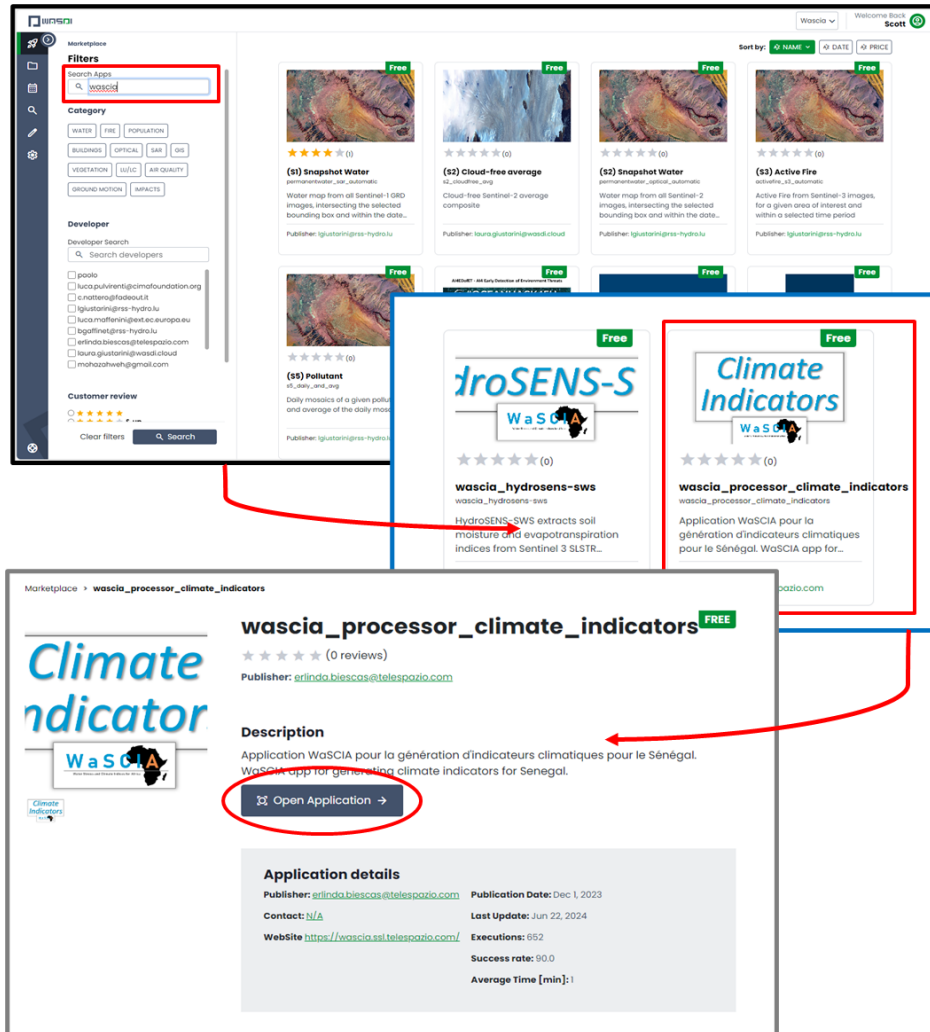 WASDI
Wascia
Welcome Back
Scott
Marketplace
Filters
Search Apps
wascia
Category
WATER FIRE POPULATION
BUILDINGS OPTICAL SAR GIS
VEGETATION LU/LC AIR QUALITY
GROUND MOTION IMPACTS
Developer
Developer Search
Search developers
paolo
luca.pulvirenti@cimafoundation.org
c.nattero@fadeout.it
lgiustarini@rss-hydro.lu
luca.maffenini@ext.ec.europa.eu
bgaffinet@rss-hydro.lu
erlinda.biescas@telespazio.com
laura.giustarini@wasdi.cloud
mohazahweh@gmail.com
Customer review
Clear filters
Search
Sort by: NAME DATE PRICE
Free
(1)
(S1) Snapshot Water
permanentwater_sar_automatic
Water map from all Sentinel-1 GRD
images, intersecting the selected
bounding box and within the date...
Publisher: lgiustarini@rss-hydro.lu
Free
(0)
(S2) Cloud-free average
s2_cloudfree_avg
Cloud-free Sentinel-2 average
composite
Publisher: laura.giustarini@wasdi.cloud
Free
(0)
(S2) Snapshot Water
permanentwater_optical_automatic
Water map from all Sentinel-2
images, intersecting the selected
bounding box and within the date...
Publisher: lgiustarini@rss-hydro.lu
Free
(0)
(S3) Active Fire
activefire_s3_automatic
Active Fire from Sentinel-3 images,
for a given area of interest and
within a selected time period
Publisher: lgiustarini@rss-hydro.lu
Free
(0)
(S5) Pollutant
s5_daily_and_avg
Daily mosaics of a given pollut
and average of the daily mosa
Publisher: lgiustarini@rss-hydro.lu
Free
Free
Free
Free
droSENS-S
WaSCIA
(0)
wascia_hydrosens-sws
wascia_hydrosens-sws
HydroSENS-SWS extracts soil
moisture and evapotranspiration
indices from Sentinel 3 SLSTR...
Free
Climate
Indicators
WaSCIA
(0)
wascia_processor_climate_indicators
wascia_processor_climate_indicators
Application WaSCIA pour la
génération d'indicateurs climatiques
pour le Sénégal. WaSCIA app for...
pazio.com
Marketplace > wascia_processor_climate_indicators
Climate
ndicator
WaSCIA
Climate
Indicators
wascia_processor_climate_indicators FREE
(0 reviews)
Publisher: erlinda.biescas@telespazio.com
Description
Application WaSCIA pour la génération d'indicateurs climatiques pour le Sénégal.
WaSCIA app for generating climate indicators for Senegal.
Open Application →
Application details
Publisher: erlinda.biescas@telespazio.com
Contact: N/A
WebSite https://wascia.ssl.telespazio.com/
Publication Date: Dec 1, 2023
Last Update: Jun 22, 2024
Executions: 652
Success rate: 90.0
Average Time [min]: 1